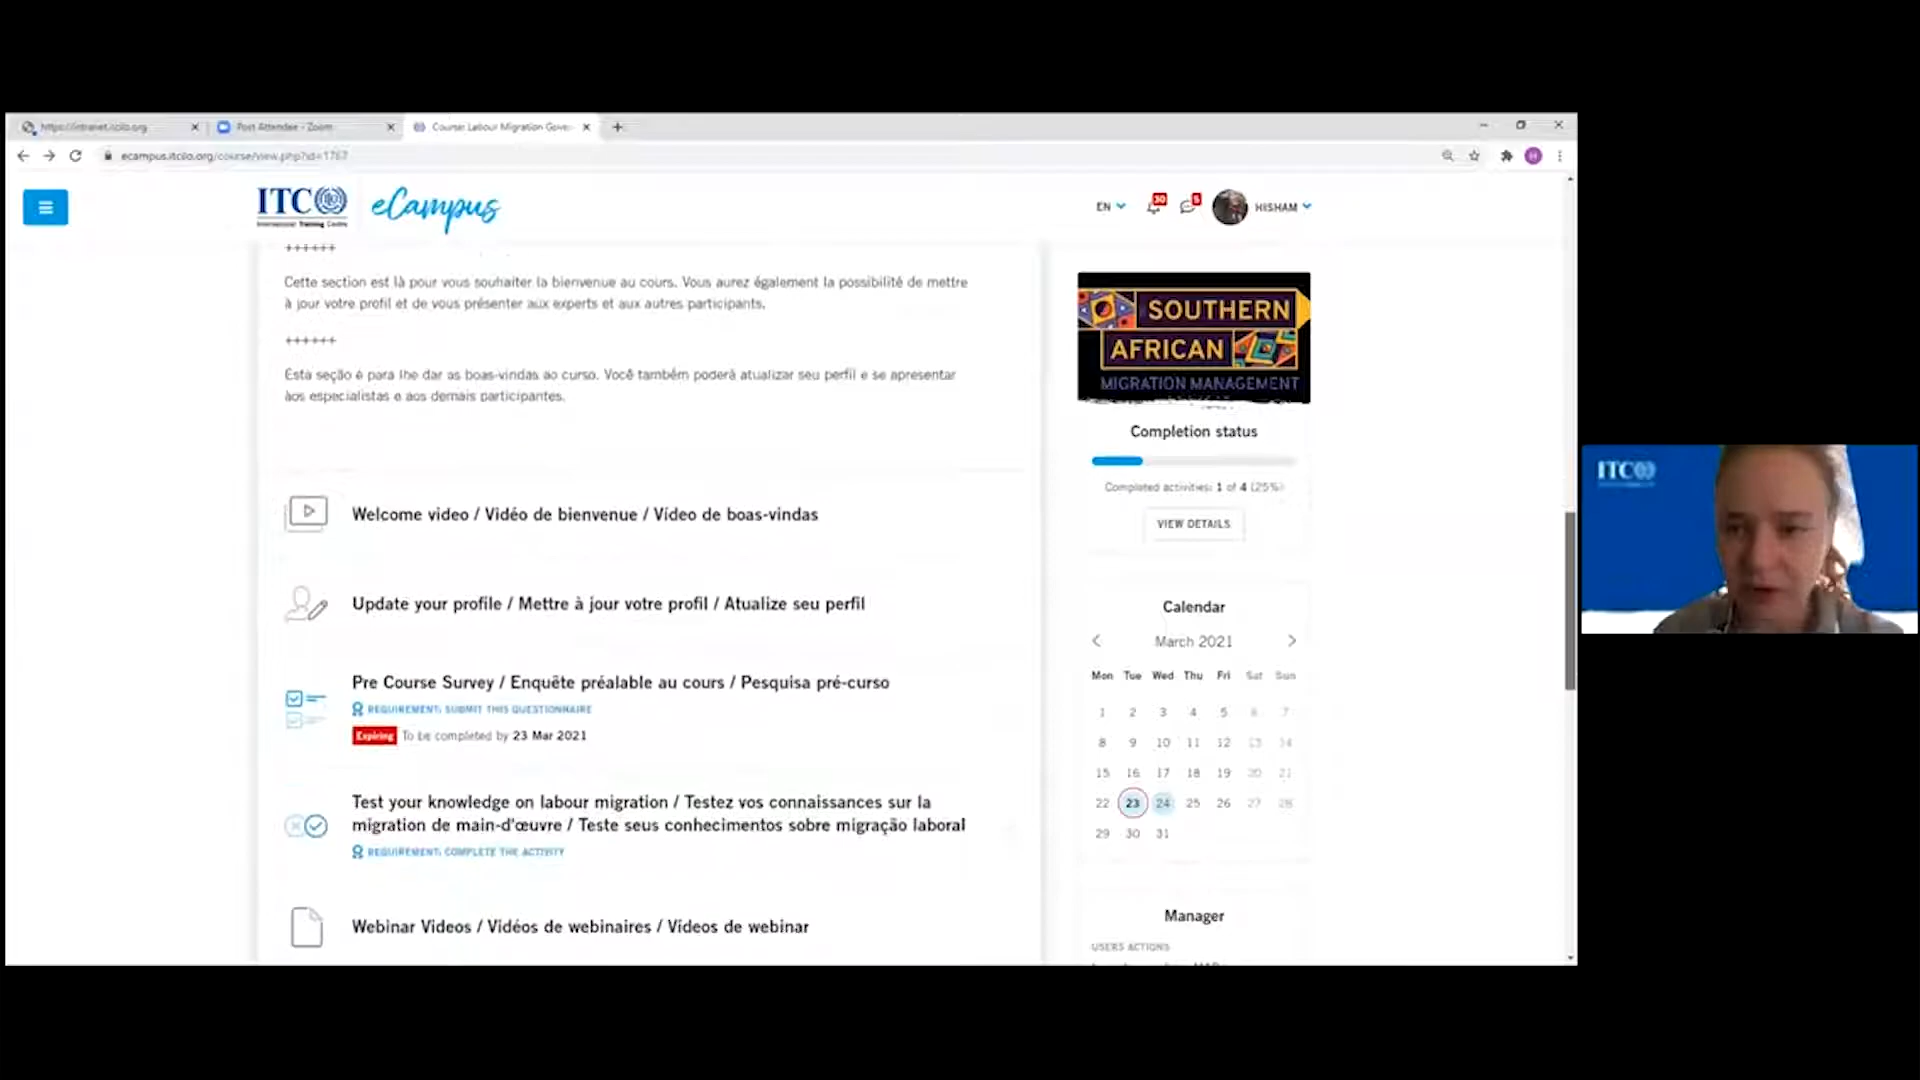 https://intranet.itcilo.org
Post Attendee - Zoom
Course: Labour Migration Gove
ecampus.itcilo.org/course/view.php?id=1767
ITC
International Training Centre
eCampus
EN
30
5
HISHAM
++++++
Cette section est là pour vous souhaiter la bienvenue au cours. Vous aurez également la possibilité de mettre
à jour votre profil et de vous présenter aux experts et aux autres participants.
++++++
Esta seção é para lhe dar as boas-vindas ao curso. Você também poderá atualizar seu perfil e se apresentar
aos especialistas e aos demais participantes.
Welcome video / Vidéo de bienvenue / Vídeo de boas-vindas
Update your profile / Mettre à jour votre profil / Atualize seu perfil
Pre Course Survey / Enquête préalable au cours / Pesquisa pré-curso
REQUIREMENT: SUBMIT THIS QUESTIONNAIRE
Expiring To be completed by 23 Mar 2021
Test your knowledge on labour migration / Testez vos connaissances sur la
migration de main-d'œuvre / Teste seus conhecimentos sobre migração laboral
REQUIREMENT: COMPLETE THE ACTIVITY
Webinar Videos / Vidéos de webinaires / Vídeos de webinar
SOUTHERN
AFRICAN
MIGRATION MANAGEMENT
Completion status
Completed activities: 1 of 4 (25%)
VIEW DETAILS
Calendar
March 2021
Mon Tue Wed Thu Fri Sat Sun
1 2 3 4 5 6 7
8 9 10 11 12 13 14
15 16 17 18 19 20 21
22 23 24 25 26 27 28
29 30 31
Manager
USERS ACTIONS
ITC